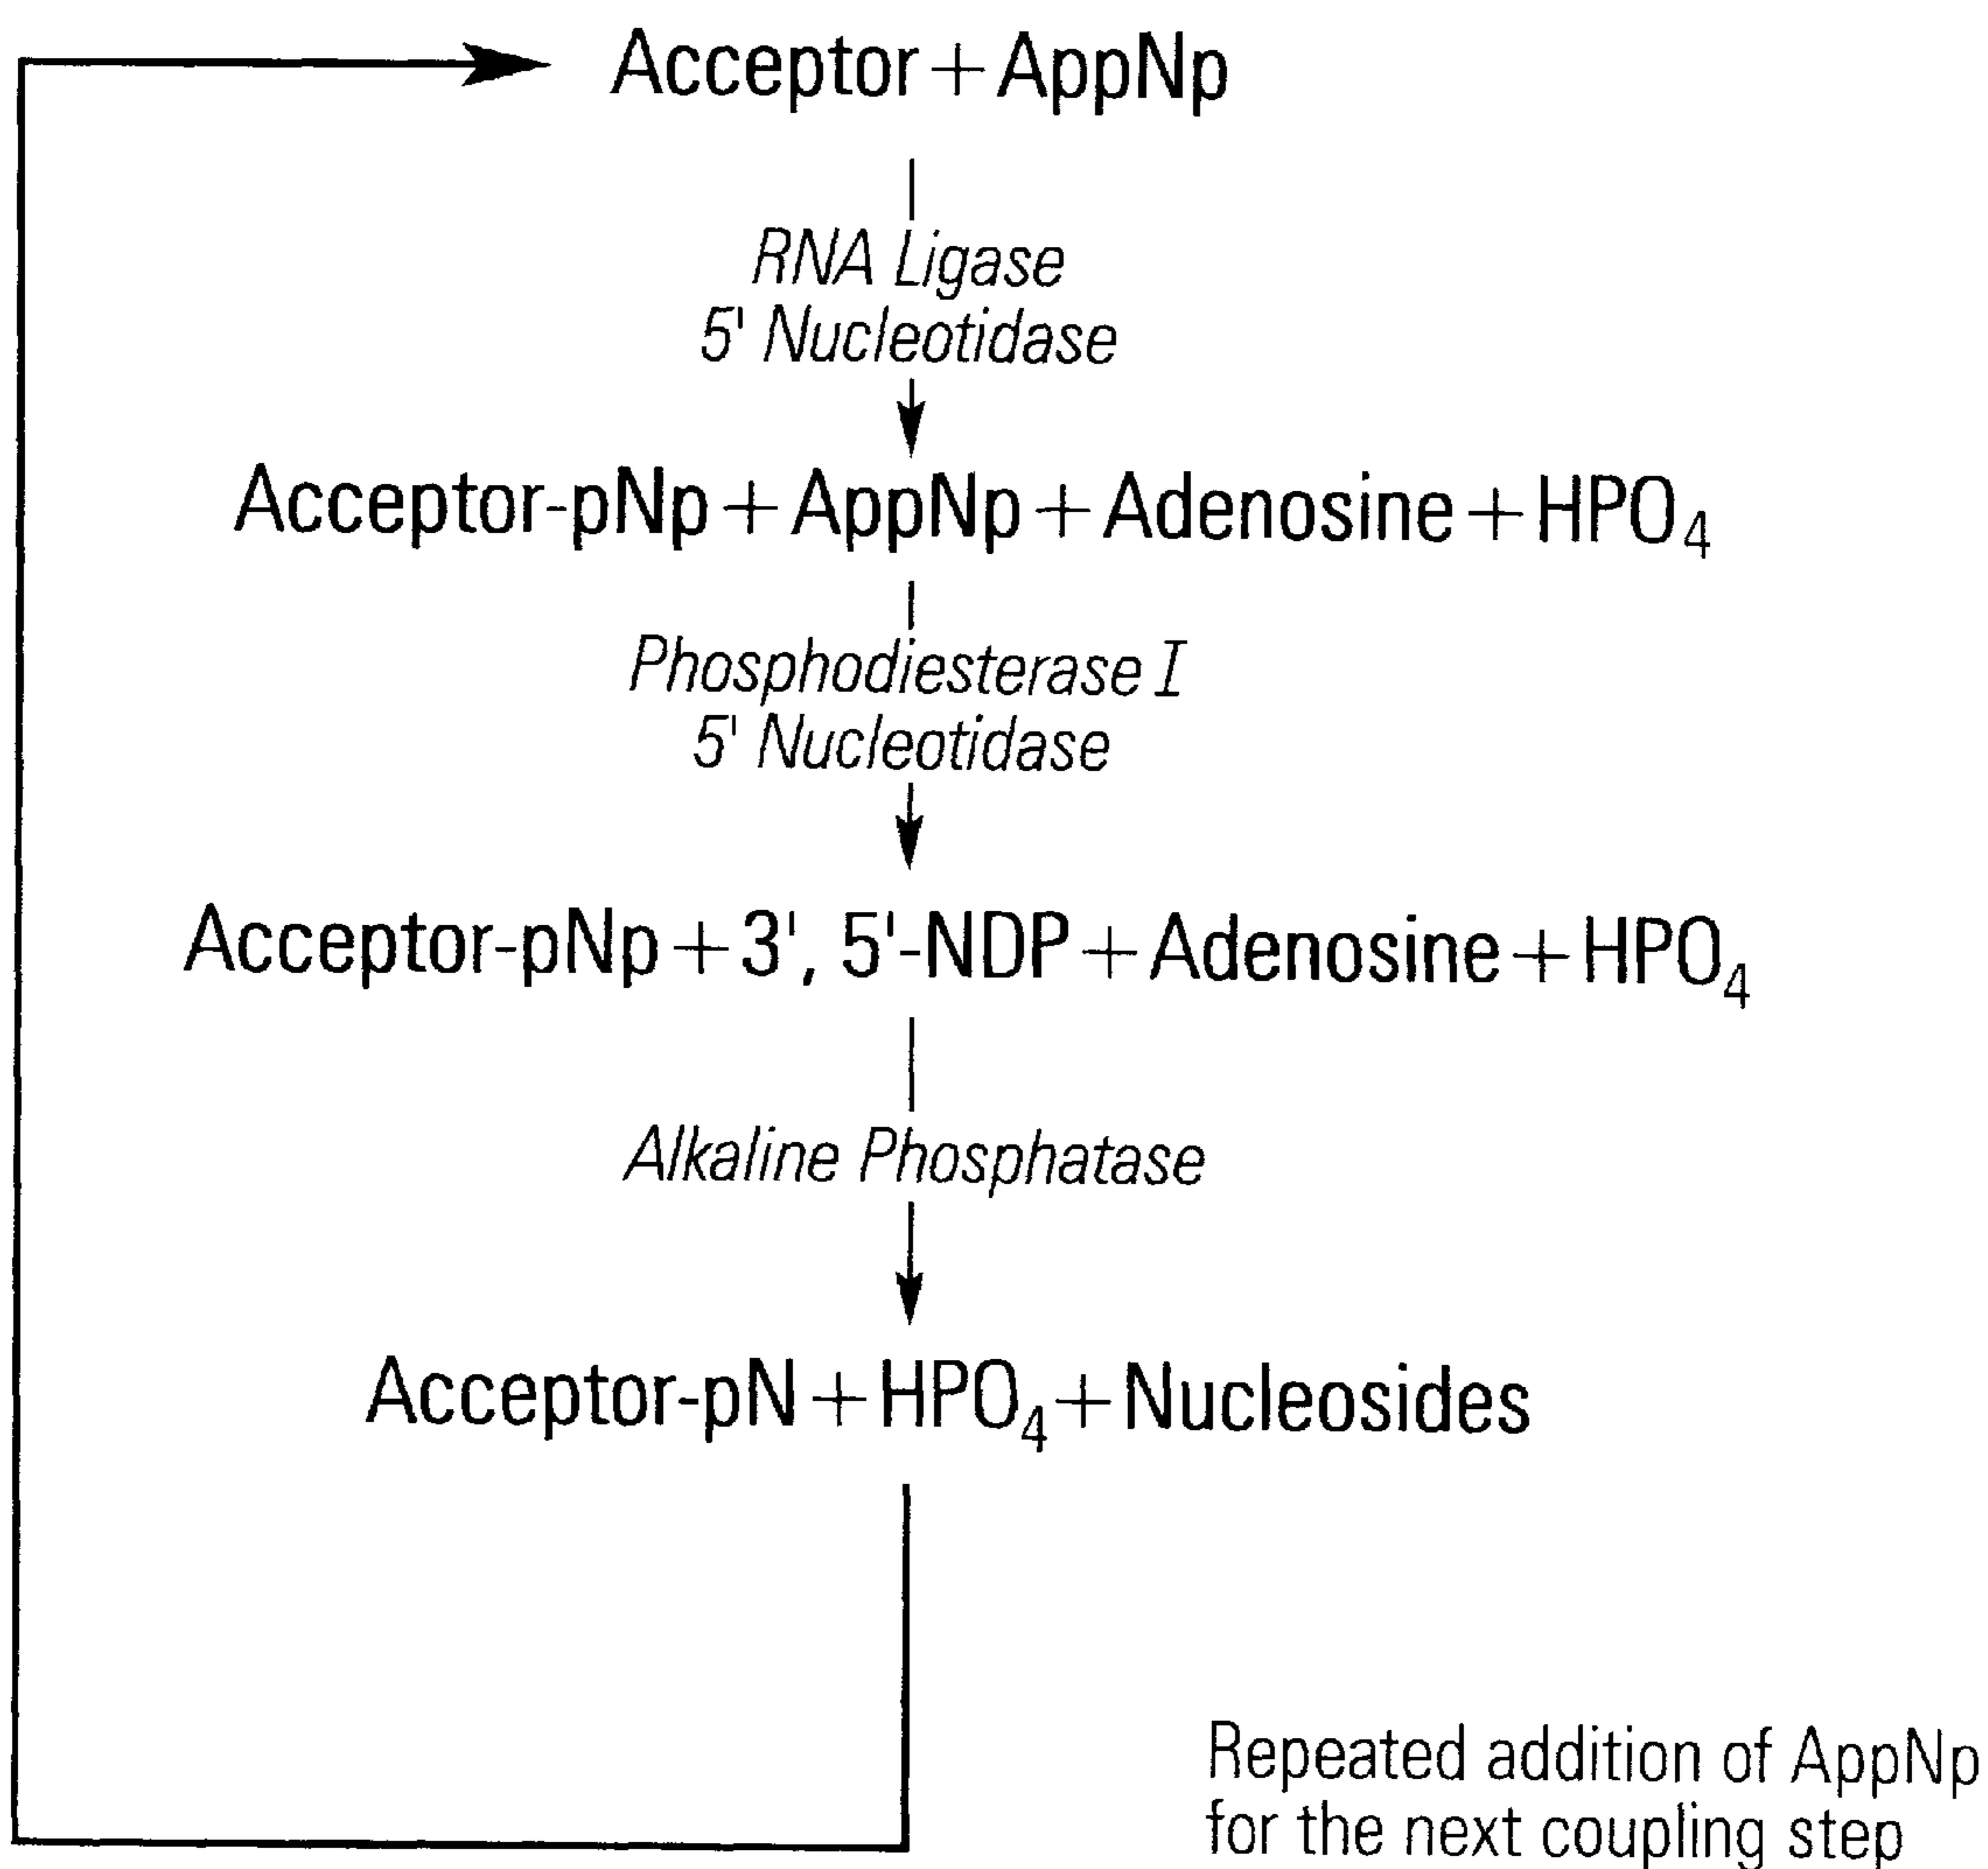 Acceptor + AppNp
RNA Ligase
5' Nucleotidase
Acceptor-pNp + AppNp + Adenosine + HPO₄
Phosphodiesterase I
5' Nucleotidase
Acceptor-pNp + 3', 5'-NDP + Adenosine + HPO₄
Alkaline Phosphatase
Acceptor-pN + HPO₄ + Nucleosides
Repeated addition of AppNp
for the next coupling step